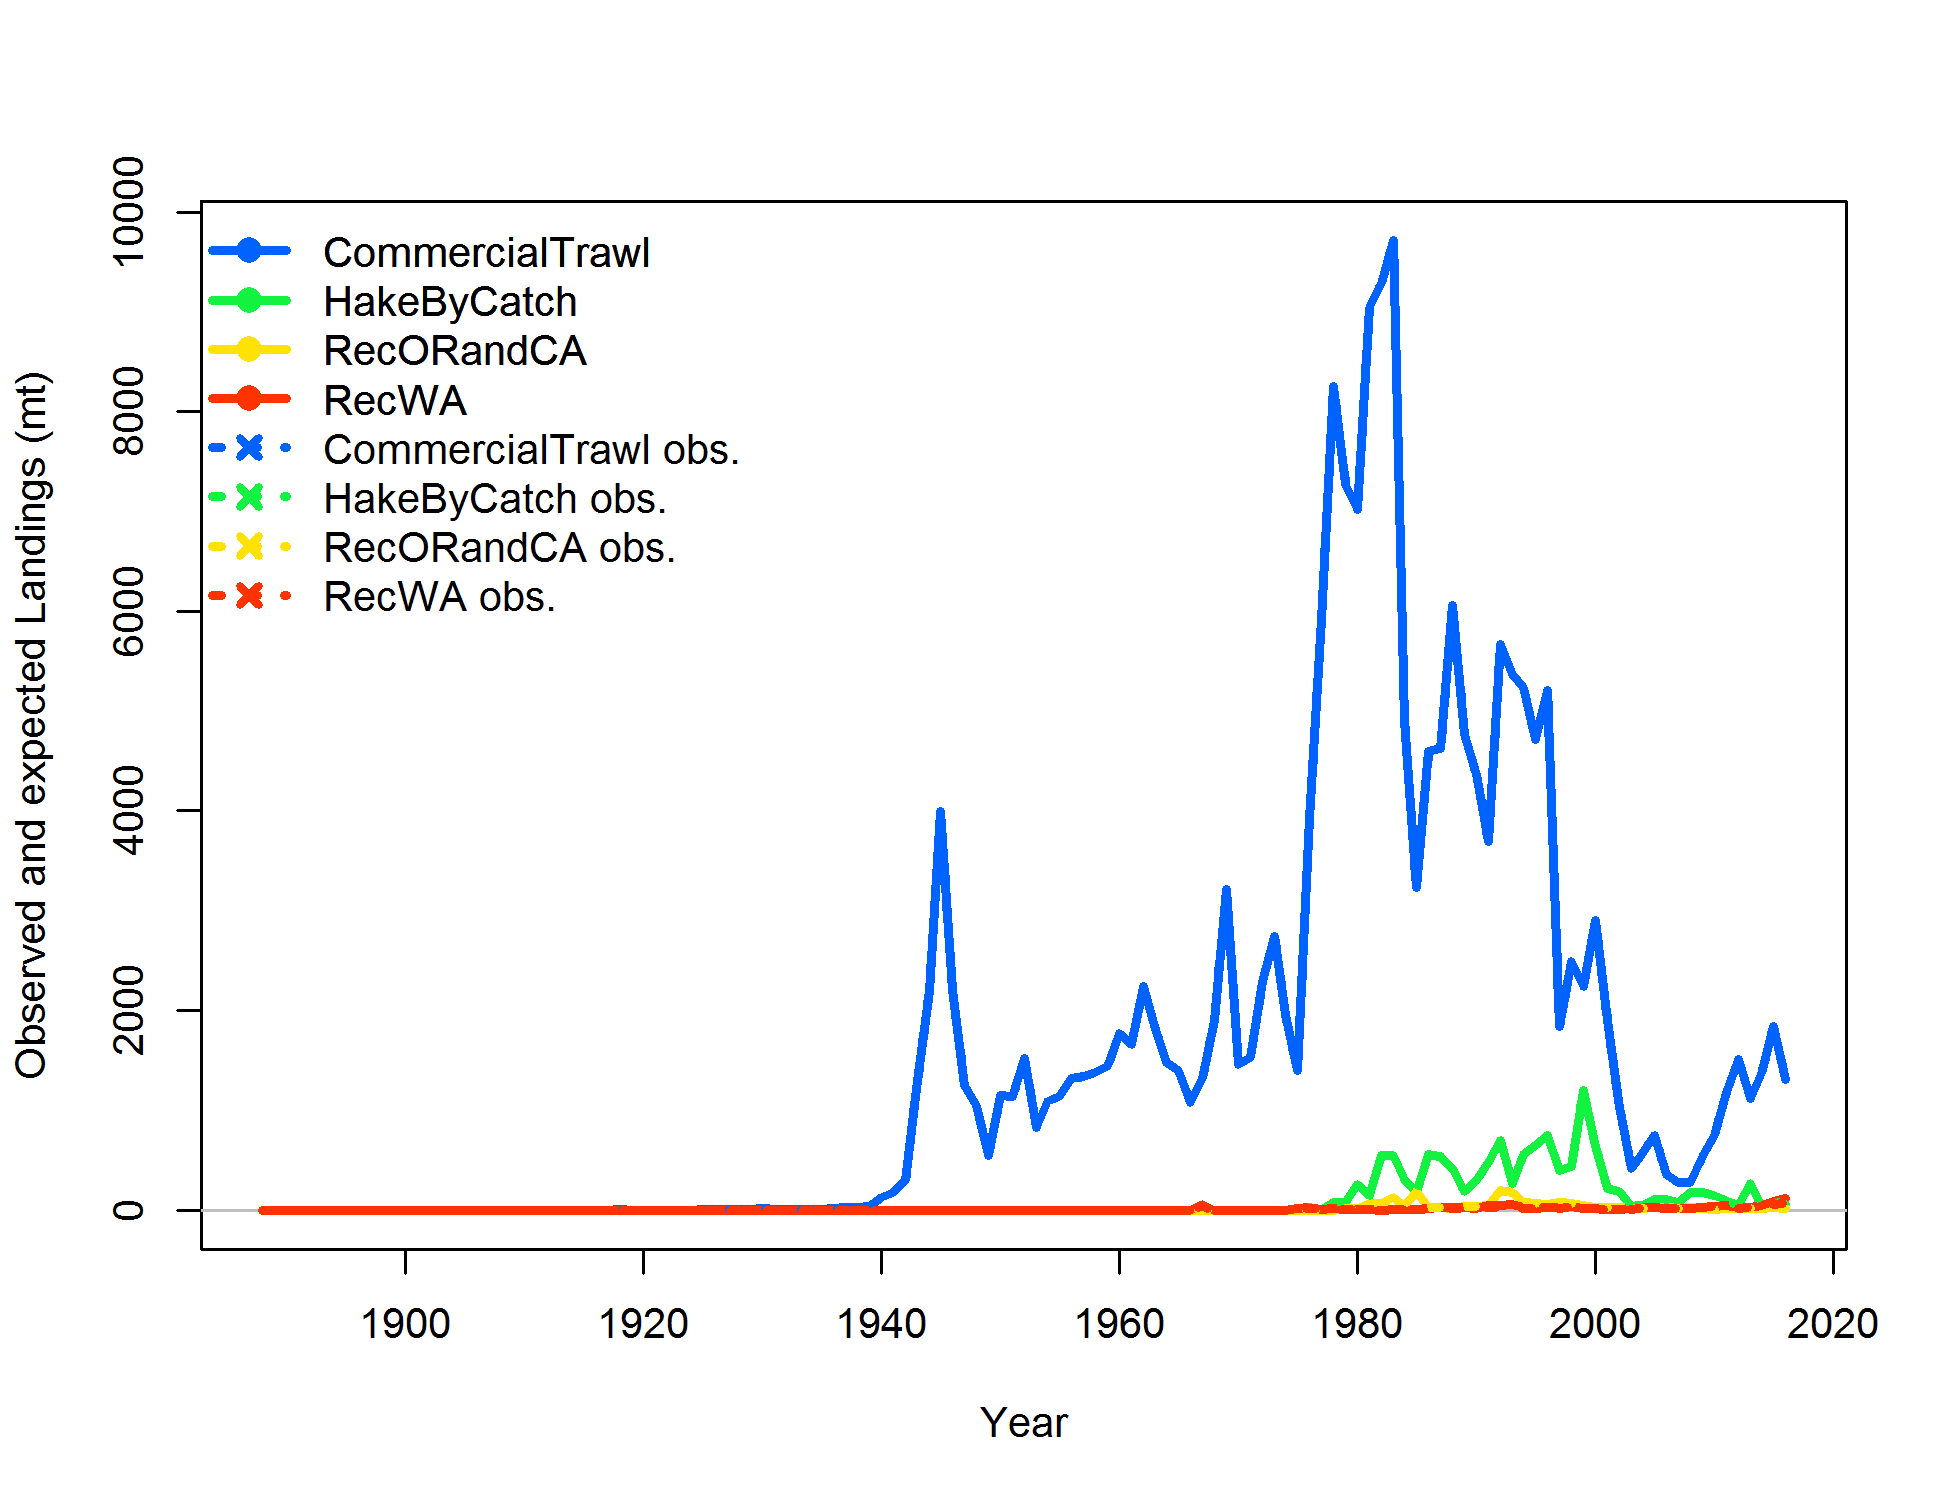 Observed and expected Landings (mt)
10000
8000
6000
4000
2000
0
CommercialTrawl
HakeByCatch
RecORandCA
RecWA
CommercialTrawl obs.
HakeByCatch obs.
RecORandCA obs.
RecWA obs.
1900 1920 1940 1960 1980 2000 2020
Year